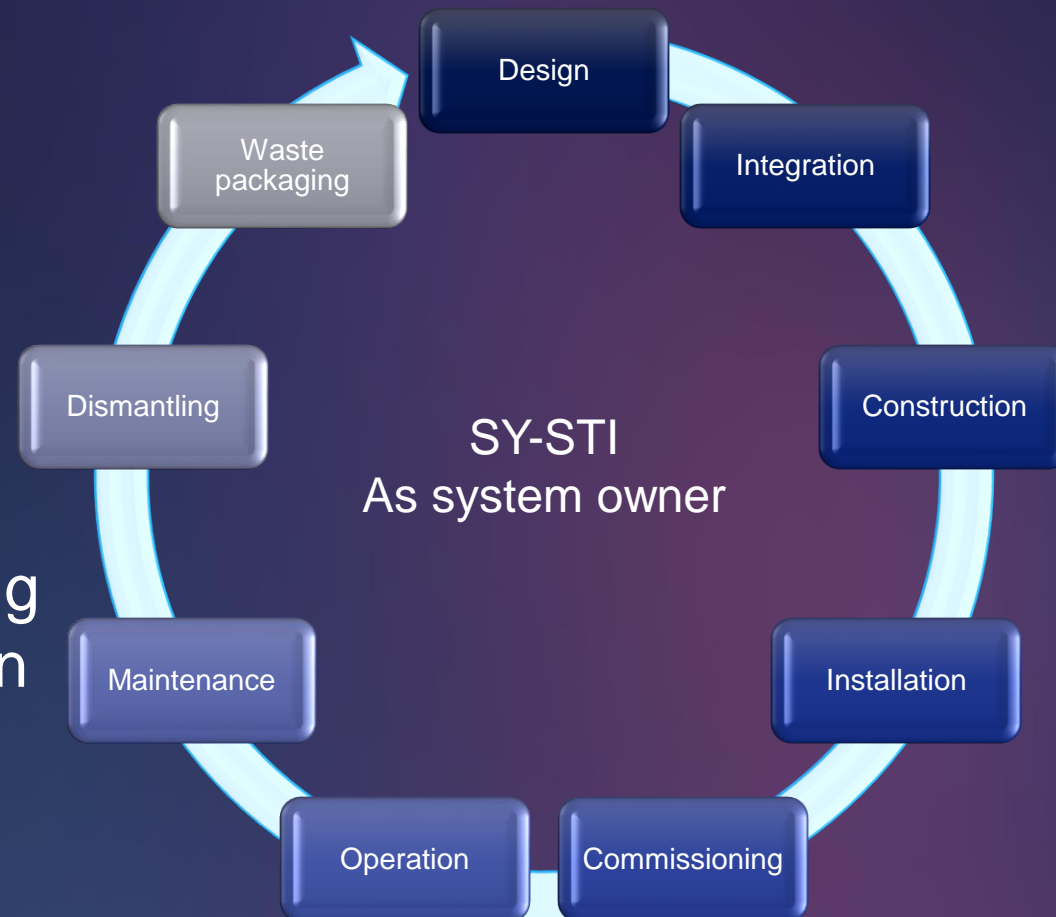 Design
Integration
Construction
Installation
Commissioning
Operation
Maintenance
Dismantling
Waste
packaging
SY-STI
As system owner
g
n